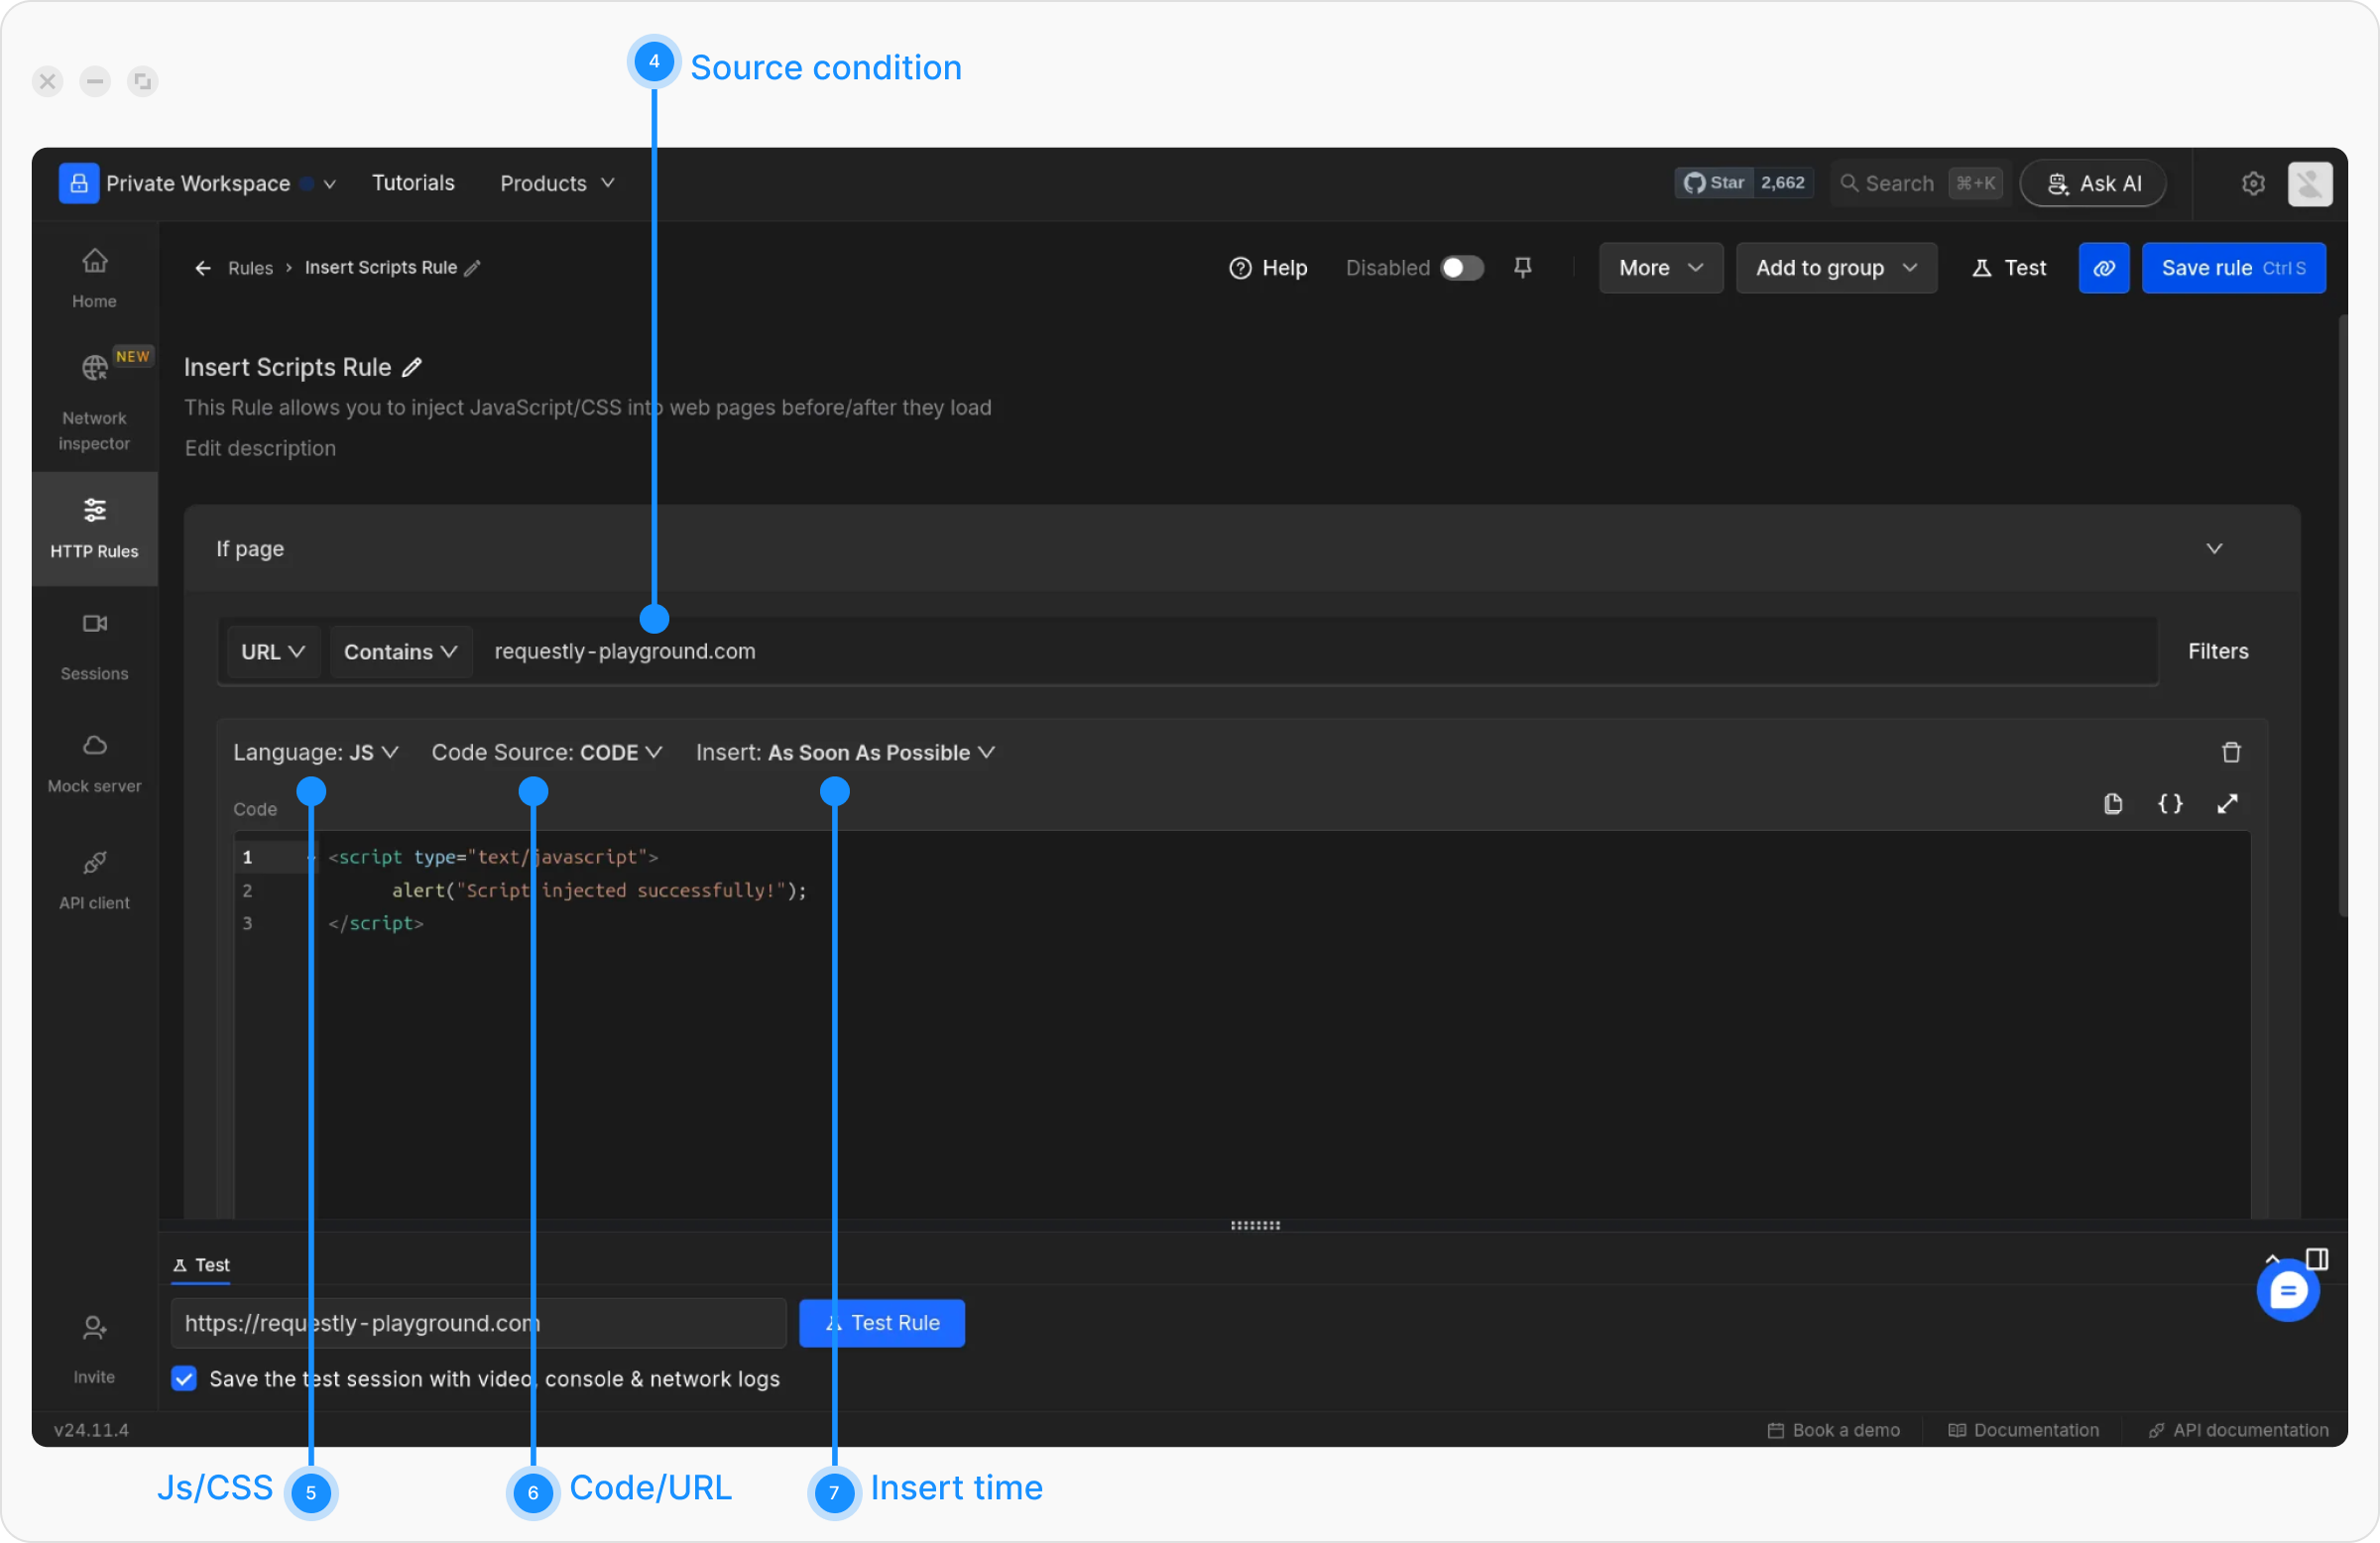 4 Source condition
Private Workspace Tutorials Products Star 2,662 Search ⌘+K Ask AI
Rules › Insert Scripts Rule Help Disabled More Add to group Test Save rule Ctrl S
Home
NEW
Network
inspector
HTTP Rules
Sessions
Mock server
API client
Invite
Insert Scripts Rule
This Rule allows you to inject JavaScript/CSS into web pages before/after they load
Edit description
If page
URL Contains requestly-playground.com Filters
Language: JS Code Source: CODE Insert: As Soon As Possible
Code
1 <script type="text/javascript">
2 alert("Script injected successfully!");
3 </script>
Test
https://requestly-playground.com Test Rule
Save the test session with video, console & network logs
v24.11.4 Book a demo Documentation API documentation
Js/CSS 5 6 Code/URL 7 Insert time